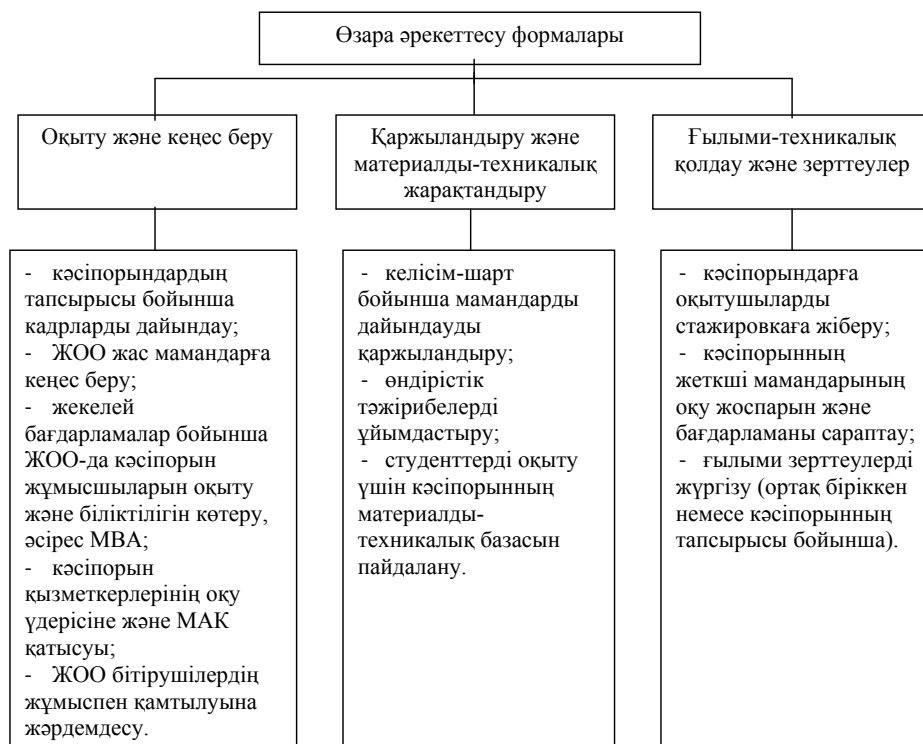 Өзара әрекеттесу формалары
Оқыту және кеңес беру
Қаржыландыру және
материалды-техникалық
жарақтандыру
Ғылыми-техникалық
қолдау және зерттеулер
- кәсіпорындардың
тапсырысы бойынша
кадрларды дайындау;
- ЖОО жас мамандарға
кеңес беру;
- жекелей
бағдарламалар бойынша
ЖОО-да кәсіпорын
жұмысшыларын оқыту
және біліктілігін көтеру,
әсірес МВА;
- кәсіпорын
қызметкерлерінің оқу
үдерісіне және МАК
қатысуы;
- ЖОО бітірушілердің
жұмыспен қамтылуына
жәрдемдесу.
- келісім-шарт
бойынша мамандарды
дайындауды
қаржыландыру;
- өндірістік
тәжірибелерді
ұйымдастыру;
- студенттерді оқыту
үшін кәсіпорынның
материалды-
техникалық базасын
пайдалану.
- кәсіпорындарға
оқытушыларды
стажировкаға жіберу;
- кәсіпорынның
жеткші мамандарының
оқу жоспарын және
бағдарламаны сараптау;
- ғылыми зерттеулерді
жүргізу (ортақ біріккен
немесе кәсіпорынның
тапсырысы бойынша).